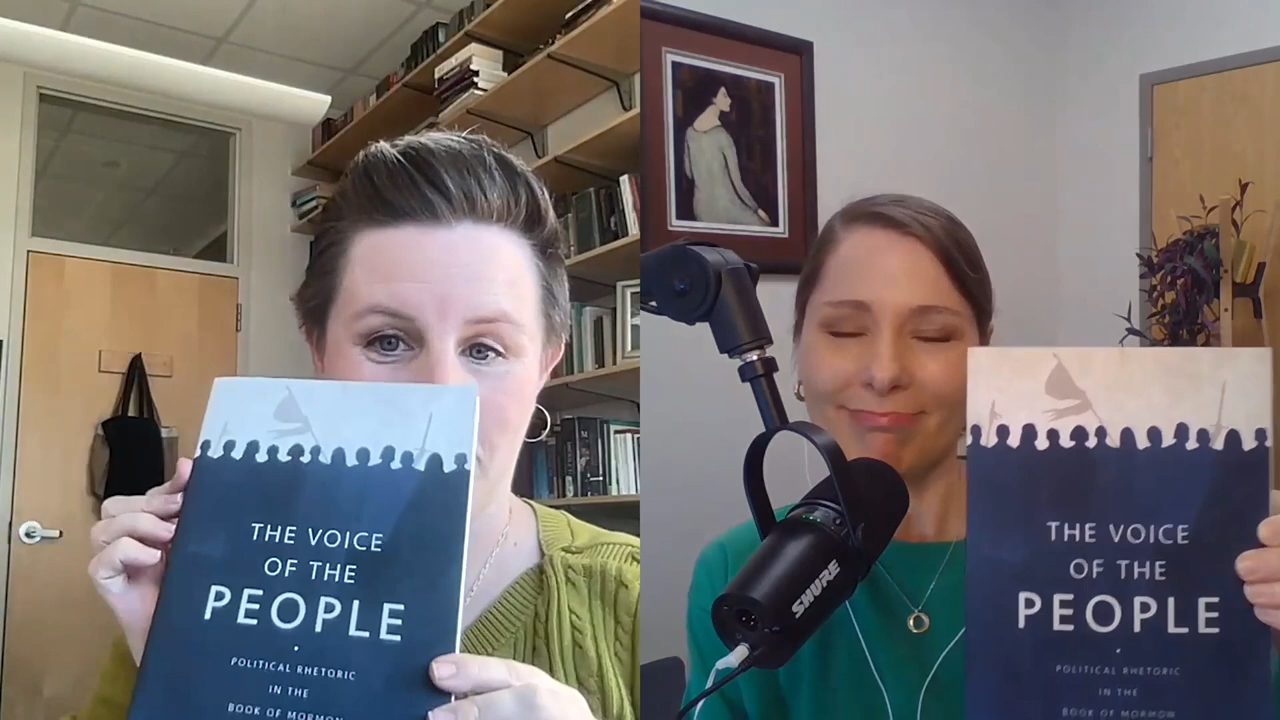 THE VOICE
OF THE
PEOPLE
POLITICAL RHETORIC
IN THE
BOOK OF MORMON
SHURE
THE VOICE
OF THE
PEOPLE
POLITICAL RHETORIC
IN THE
BOOK OF MORMON